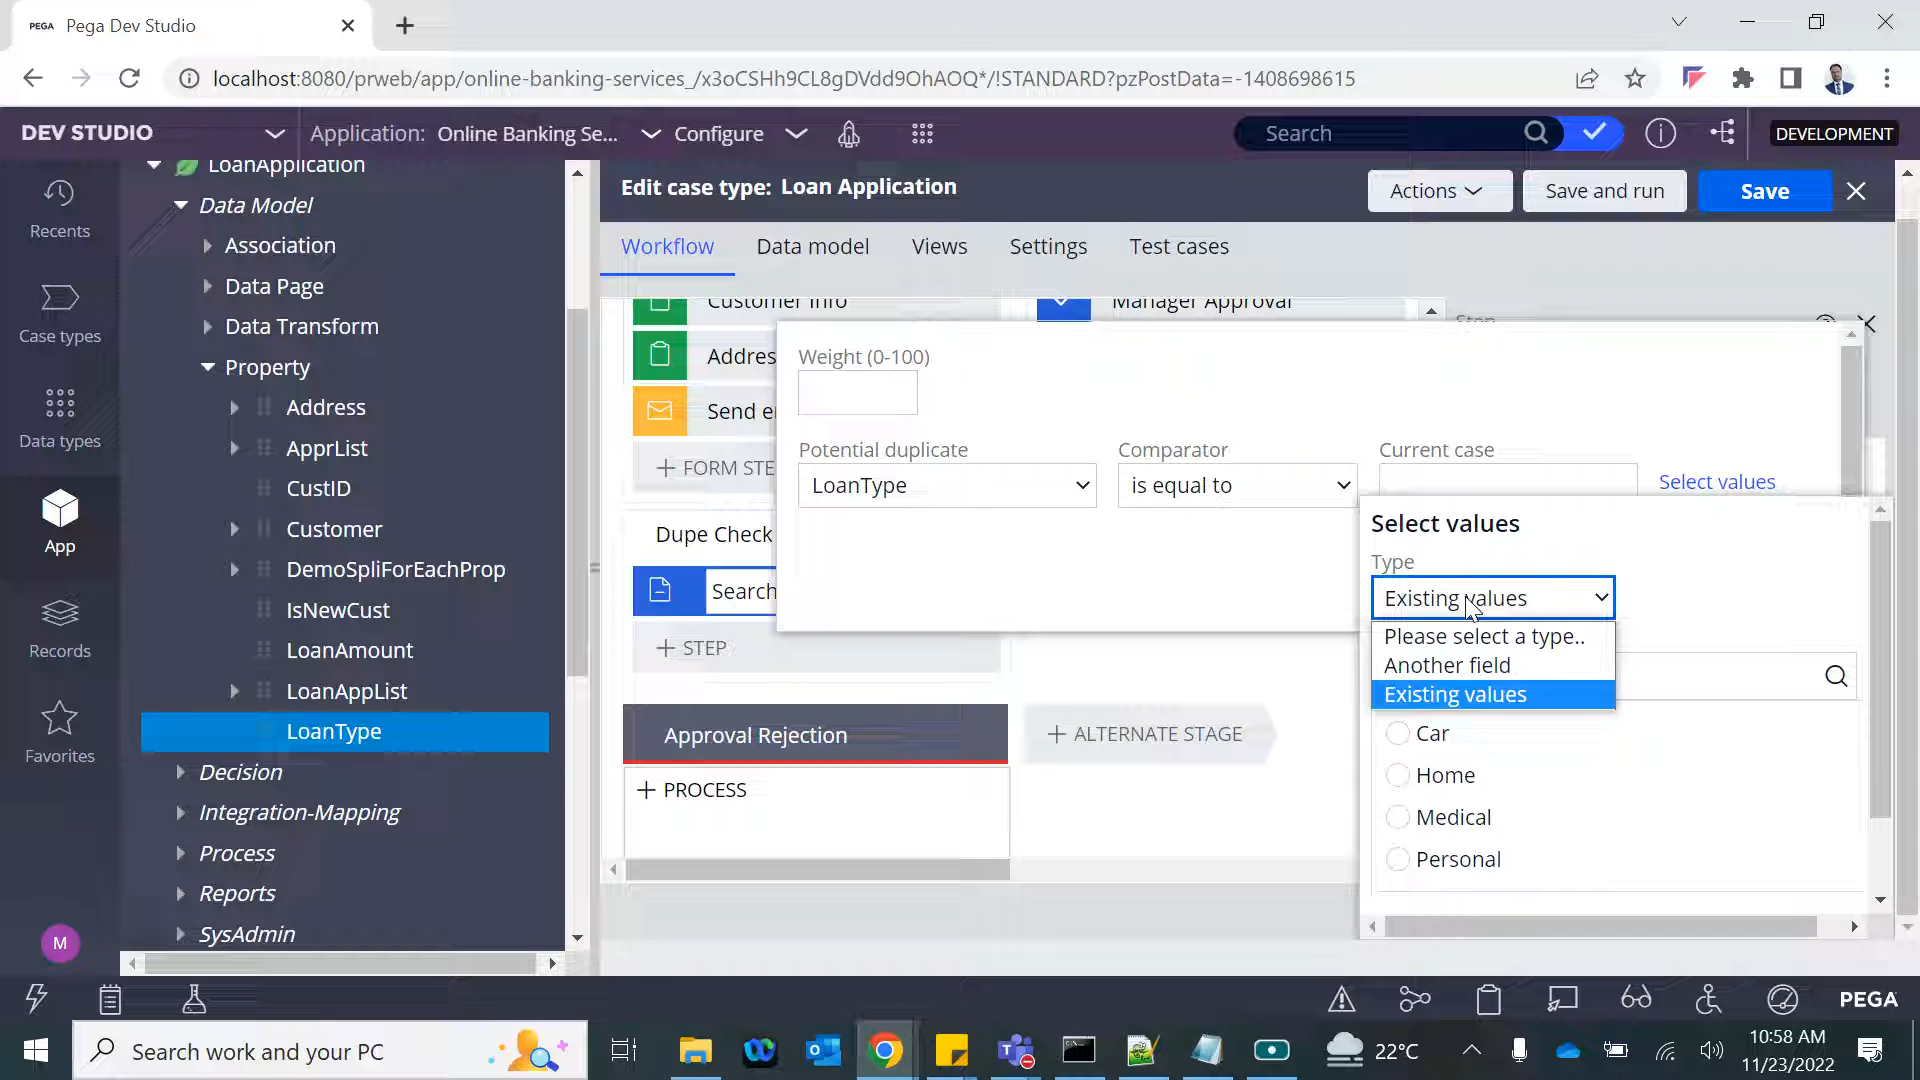 PEGA Pega Dev Studio
localhost:8080/prweb/app/online-banking-services_/x3oCSHh9CL8gDVdd9OhAOQ*/!STANDARD?pzPostData=-1408698615
DEV STUDIO
Application: Online Banking Se...
Configure
Search
DEVELOPMENT
Recents
Case types
Data types
App
Records
Favorites
M
LoanApplication
Data Model
Association
Data Page
Data Transform
Property
Address
ApprList
CustID
Customer
DemoSpliForEachProp
IsNewCust
LoanAmount
LoanAppList
LoanType
Decision
Integration-Mapping
Process
Reports
SysAdmin
Edit case type: Loan Application
Actions
Save and run
Save
Workflow
Data model
Views
Settings
Test cases
Customer Info
Manager Approval
Step
Addres
Send e
+ FORM STE
Dupe Check
Search
+ STEP
Approval Rejection
+ ALTERNATE STAGE
+ PROCESS
Weight (0-100)
Potential duplicate
Comparator
Current case
LoanType
is equal to
Select values
Select values
Type
Existing values
Please select a type..
Another field
Existing values
Car
Home
Medical
Personal
PEGA
Search work and your PC
22°C
10:58 AM
11/23/2022